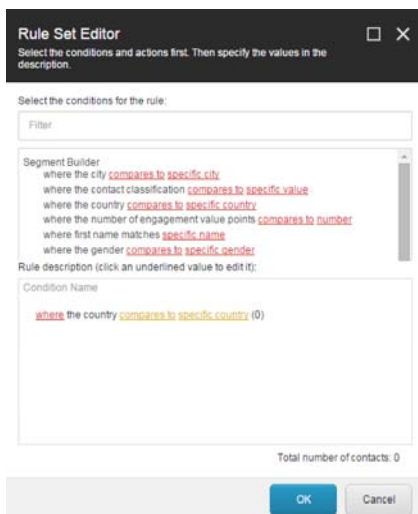 Rule Set Editor
Select the conditions and actions first. Then specify the values in the
description.
Select the conditions for the rule:
Filter
Segment Builder
where the city compares to specific city
where the contact classification compares to specific value
where the country compares to specific country
where the number of engagement value points compares to number
where first name matches specific name
where the gender compares to specific gender
Rule description (click an underlined value to edit it):
Condition Name
where the country compares to specific country (0)
Total number of contacts: 0
OK
Cancel